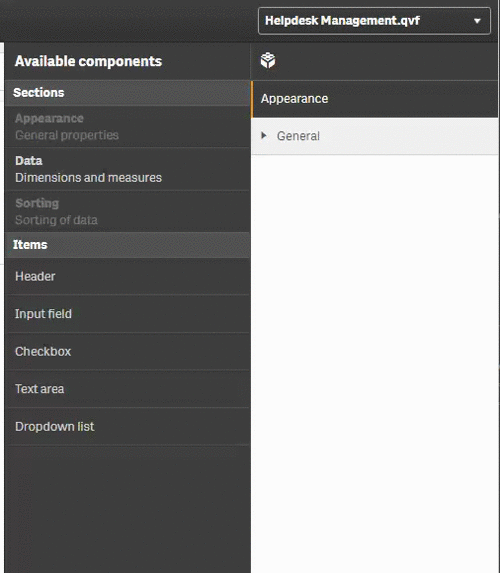 Helpdesk Management.qvf
Available components
Sections
Appearance
General properties
Data
Dimensions and measures
Sorting
Sorting of data
Items
Header
Input field
Checkbox
Text area
Dropdown list
Appearance
General